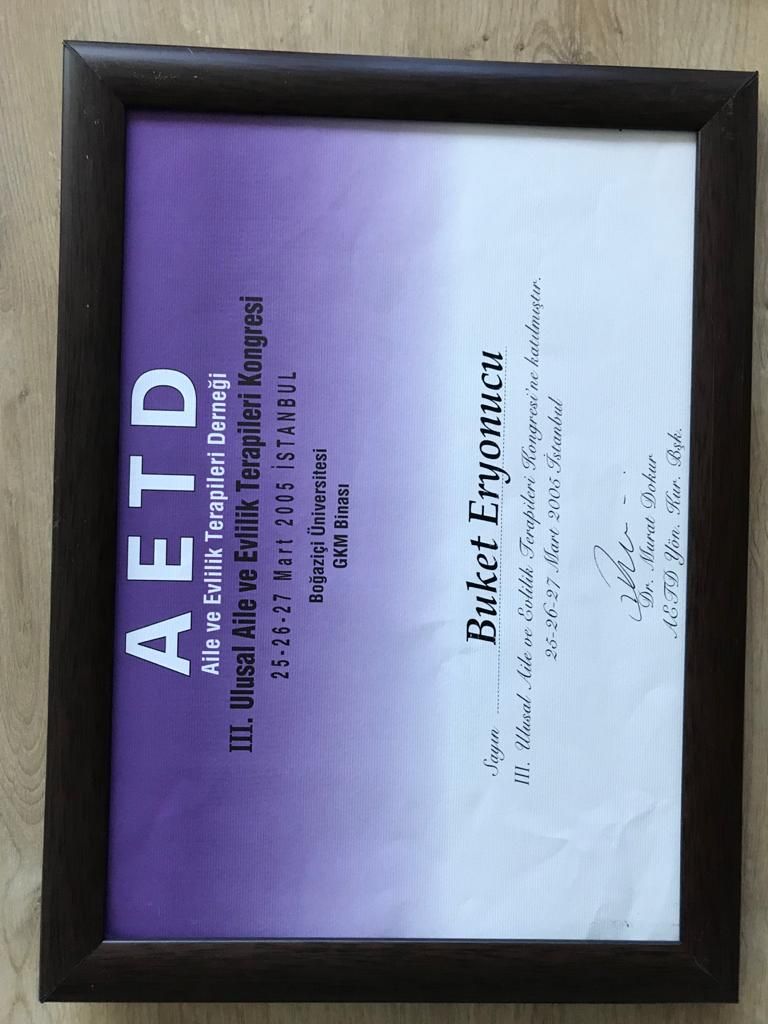 AETD
Aile ve Evlilik Terapileri Derneği
III. Ulusal Aile ve Evlilik Terapileri Kongresi
25-26-27 Mart 2005 İSTANBUL
Boğaziçi Üniversitesi
GKM Binası
Sayın Buket Eryonucu
III. Ulusal Aile ve Evlilik Terapileri Kongresi'ne katılmıştır.
25-26-27 Mart 2005 İstanbul
Dr. Murat Dokur
AETD Yön. Kur. Bşk.